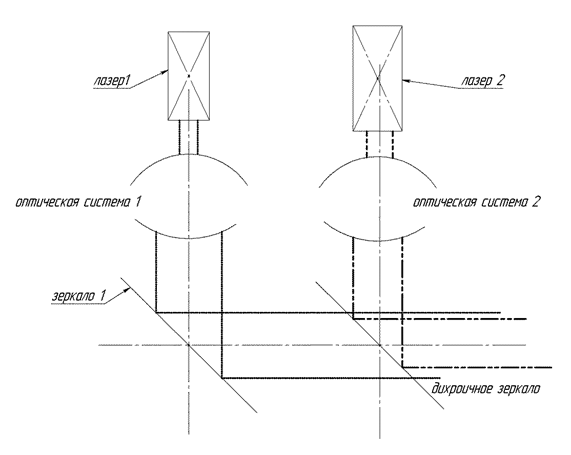 лазер1
лазер 2
оптическая система 1
оптическая система 2
зеркало 1
дихроичное зеркало